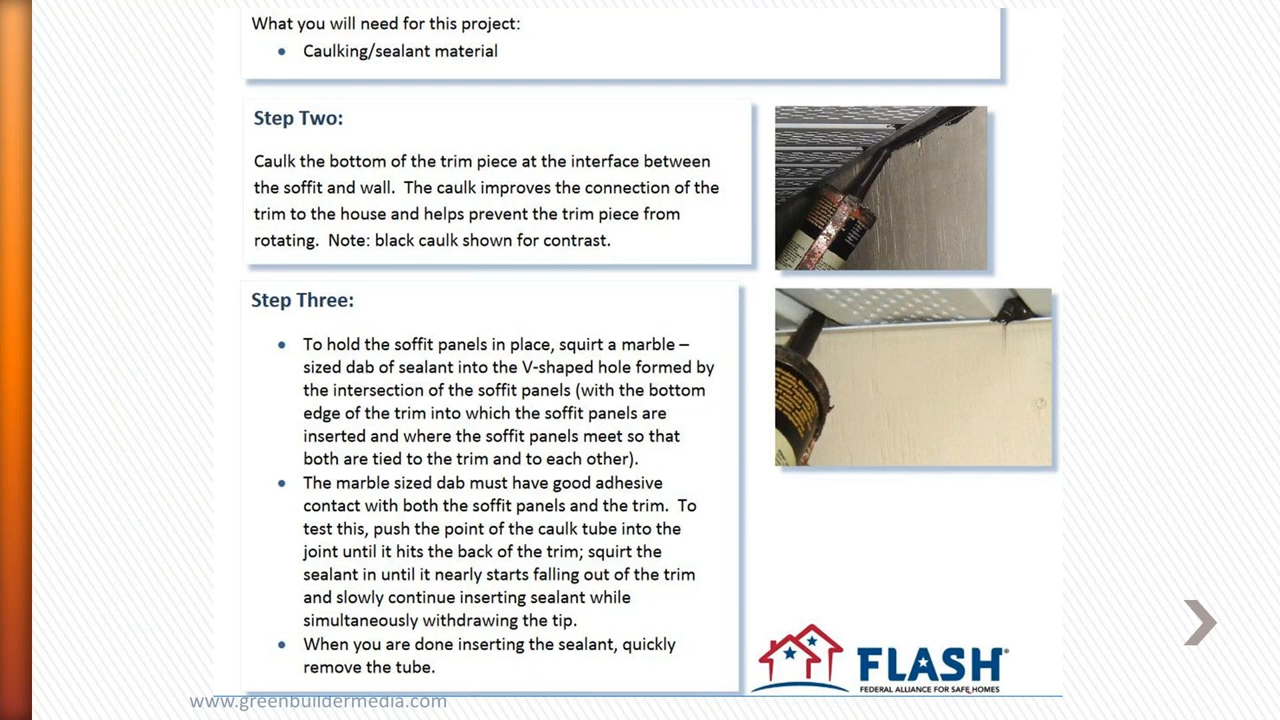 What you will need for this project:
• Caulking/sealant material
Step Two:
Caulk the bottom of the trim piece at the interface between
the soffit and wall. The caulk improves the connection of the
trim to the house and helps prevent the trim piece from
rotating. Note: black caulk shown for contrast.
Step Three:
• To hold the soffit panels in place, squirt a marble –
sized dab of sealant into the V-shaped hole formed by
the intersection of the soffit panels (with the bottom
edge of the trim into which the soffit panels are
inserted and where the soffit panels meet so that
both are tied to the trim and to each other).
• The marble sized dab must have good adhesive
contact with both the soffit panels and the trim. To
test this, push the point of the caulk tube into the
joint until it hits the back of the trim; squirt the
sealant in until it nearly starts falling out of the trim
and slowly continue inserting sealant while
simultaneously withdrawing the tip.
• When you are done inserting the sealant, quickly
remove the tube.
FLASH®
FEDERAL ALLIANCE FOR SAFE HOMES
www.greenbuildermedia.com